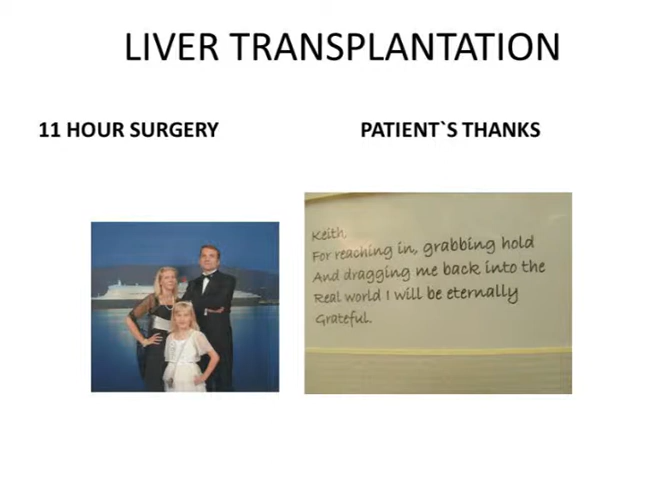 LIVER TRANSPLANTATION
11 HOUR SURGERY
PATIENT`S THANKS
Keith,
For reaching in, grabbing hold
And dragging me back into the
Real world I will be eternally
Grateful.